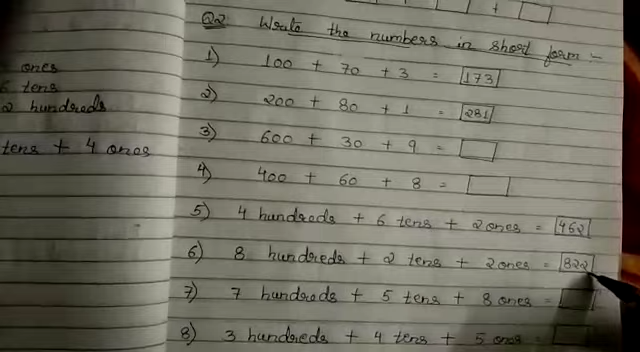 +
Q2 Write the numbers in short form -
1) 100 + 70 + 3 = 173
2) 200 + 80 + 1 = 281
3) 600 + 30 + 9 =
4) 400 + 60 + 8 =
5) 4 hundreds + 6 tens + 2 ones = 462
6) 8 hundreds + 2 tens + 2 ones = 822
7) 7 hundreds + 5 tens + 8 ones =
8) 3 hundreds + 4 tens + 5 ones =
ones
6 tens
2 hundreds
tens + 4 ones